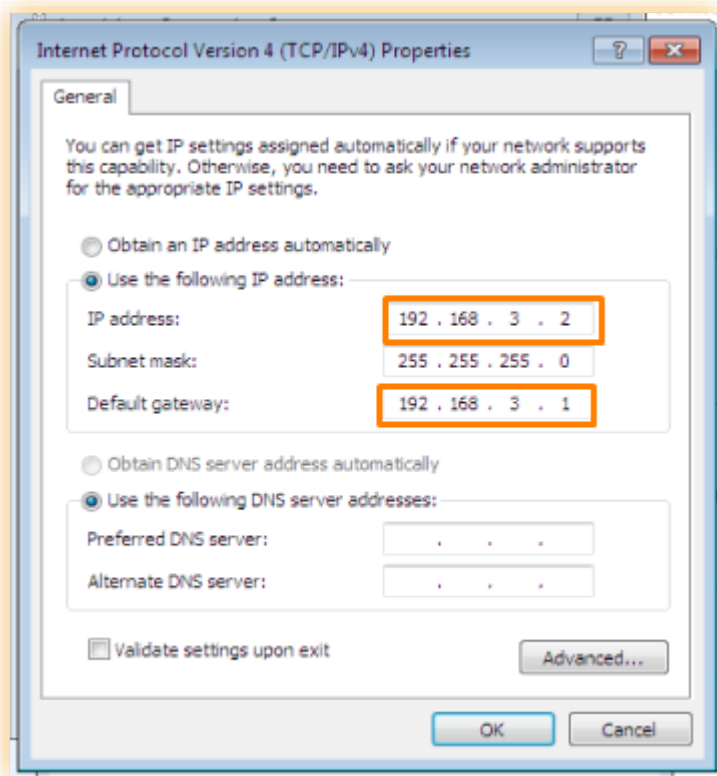 Internet Protocol Version 4 (TCP/IPv4) Properties
General
You can get IP settings assigned automatically if your network supports
this capability. Otherwise, you need to ask your network administrator
for the appropriate IP settings.
Obtain an IP address automatically
Use the following IP address:
IP address: 192 . 168 . 3 . 2
Subnet mask: 255 . 255 . 255 . 0
Default gateway: 192 . 168 . 3 . 1
Obtain DNS server address automatically
Use the following DNS server addresses:
Preferred DNS server: . . .
Alternate DNS server: . . .
Validate settings upon exit
Advanced...
OK Cancel